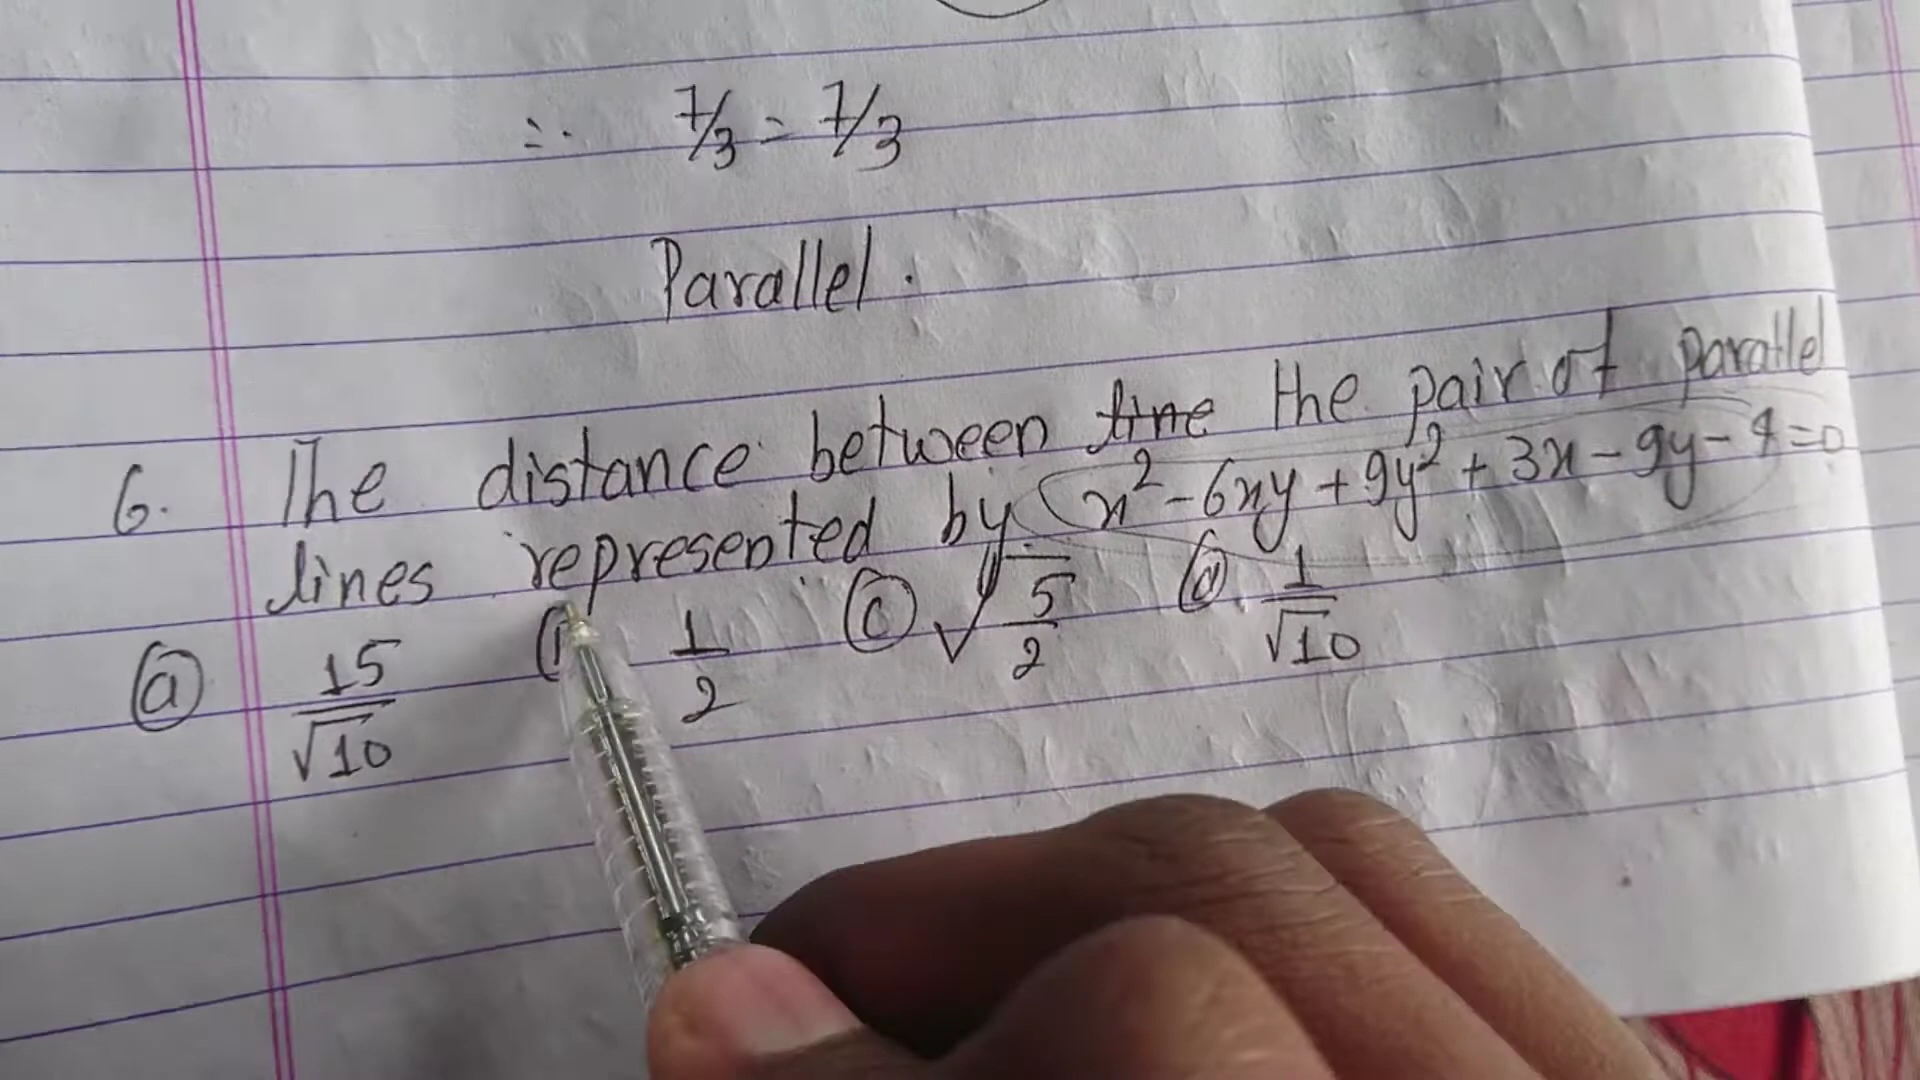 ∴ 7/3 = 7/3
Parallel.
6. The distance between the the pair of parallel
lines represented by x² - 6xy + 9y² + 3x - 9y - 4 = 0
(a) 15/√10 1/2 (c) √5/2 (d) 1/√10